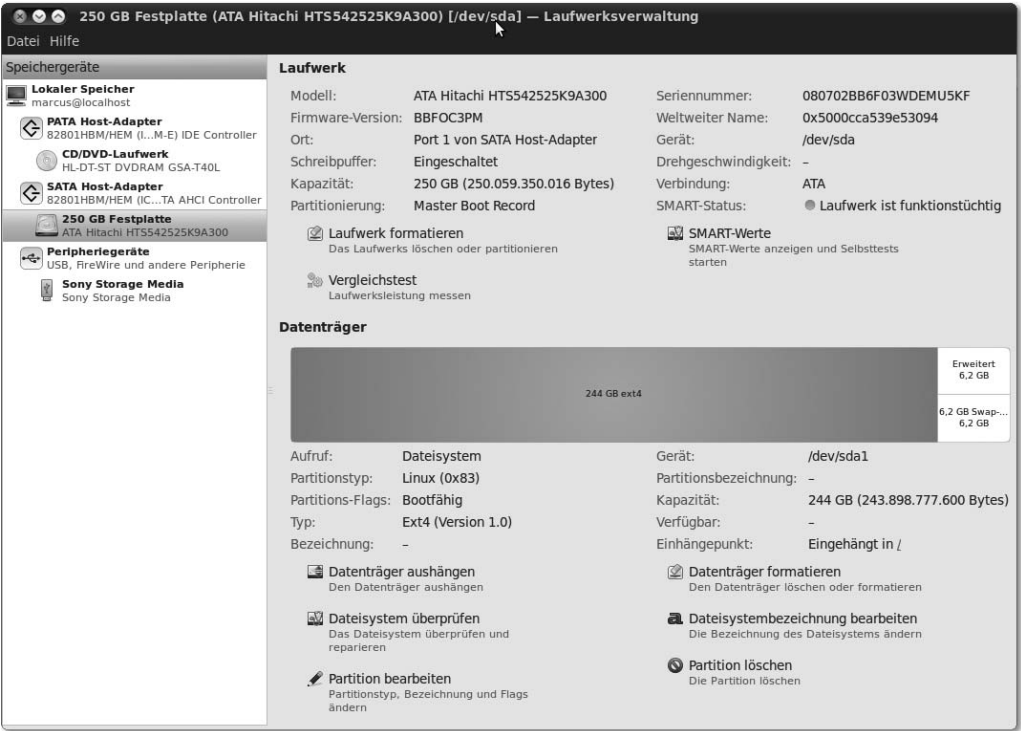 250 GB Festplatte (ATA Hitachi HTS542525K9A300) [/dev/sda] — Laufwerksverwaltung
Datei Hilfe
Speichergeräte
Lokaler Speicher
marcus@localhost
PATA Host-Adapter
82801HBM/HEM (I...M-E) IDE Controller
CD/DVD-Laufwerk
HL-DT-ST DVDRAM GSA-T40L
SATA Host-Adapter
82801HBM/HEM (IC...TA AHCI Controller
250 GB Festplatte
ATA Hitachi HTS542525K9A300
Peripheriegeräte
USB, FireWire und andere Peripherie
Sony Storage Media
Sony Storage Media
Laufwerk
Modell: ATA Hitachi HTS542525K9A300 Seriennummer: 080702BB6F03WDEMU5KF
Firmware-Version: BBFOC3PM Weltweiter Name: 0x5000cca539e53094
Ort: Port 1 von SATA Host-Adapter Gerät: /dev/sda
Schreibpuffer: Eingeschaltet Drehgeschwindigkeit: –
Kapazität: 250 GB (250.059.350.016 Bytes) Verbindung: ATA
Partitionierung: Master Boot Record SMART-Status: Laufwerk ist funktionstüchtig
Laufwerk formatieren
Das Laufwerks löschen oder partitionieren
SMART-Werte
SMART-Werte anzeigen und Selbsttests
starten
Vergleichstest
Laufwerksleistung messen
Datenträger
244 GB ext4
Erweitert
6,2 GB
6,2 GB Swap-...
6,2 GB
Aufruf: Dateisystem Gerät: /dev/sda1
Partitionstyp: Linux (0x83) Partitionsbezeichnung: –
Partitions-Flags: Bootfähig Kapazität: 244 GB (243.898.777.600 Bytes)
Typ: Ext4 (Version 1.0) Verfügbar: –
Bezeichnung: – Einhängepunkt: Eingehängt in /
Datenträger aushängen
Den Datenträger aushängen
Datenträger formatieren
Den Datenträger löschen oder formatieren
Dateisystem überprüfen
Das Dateisystem überprüfen und
reparieren
Dateisystembezeichnung bearbeiten
Die Bezeichnung des Dateisystems ändern
Partition bearbeiten
Partitionstyp, Bezeichnung und Flags
ändern
Partition löschen
Die Partition löschen